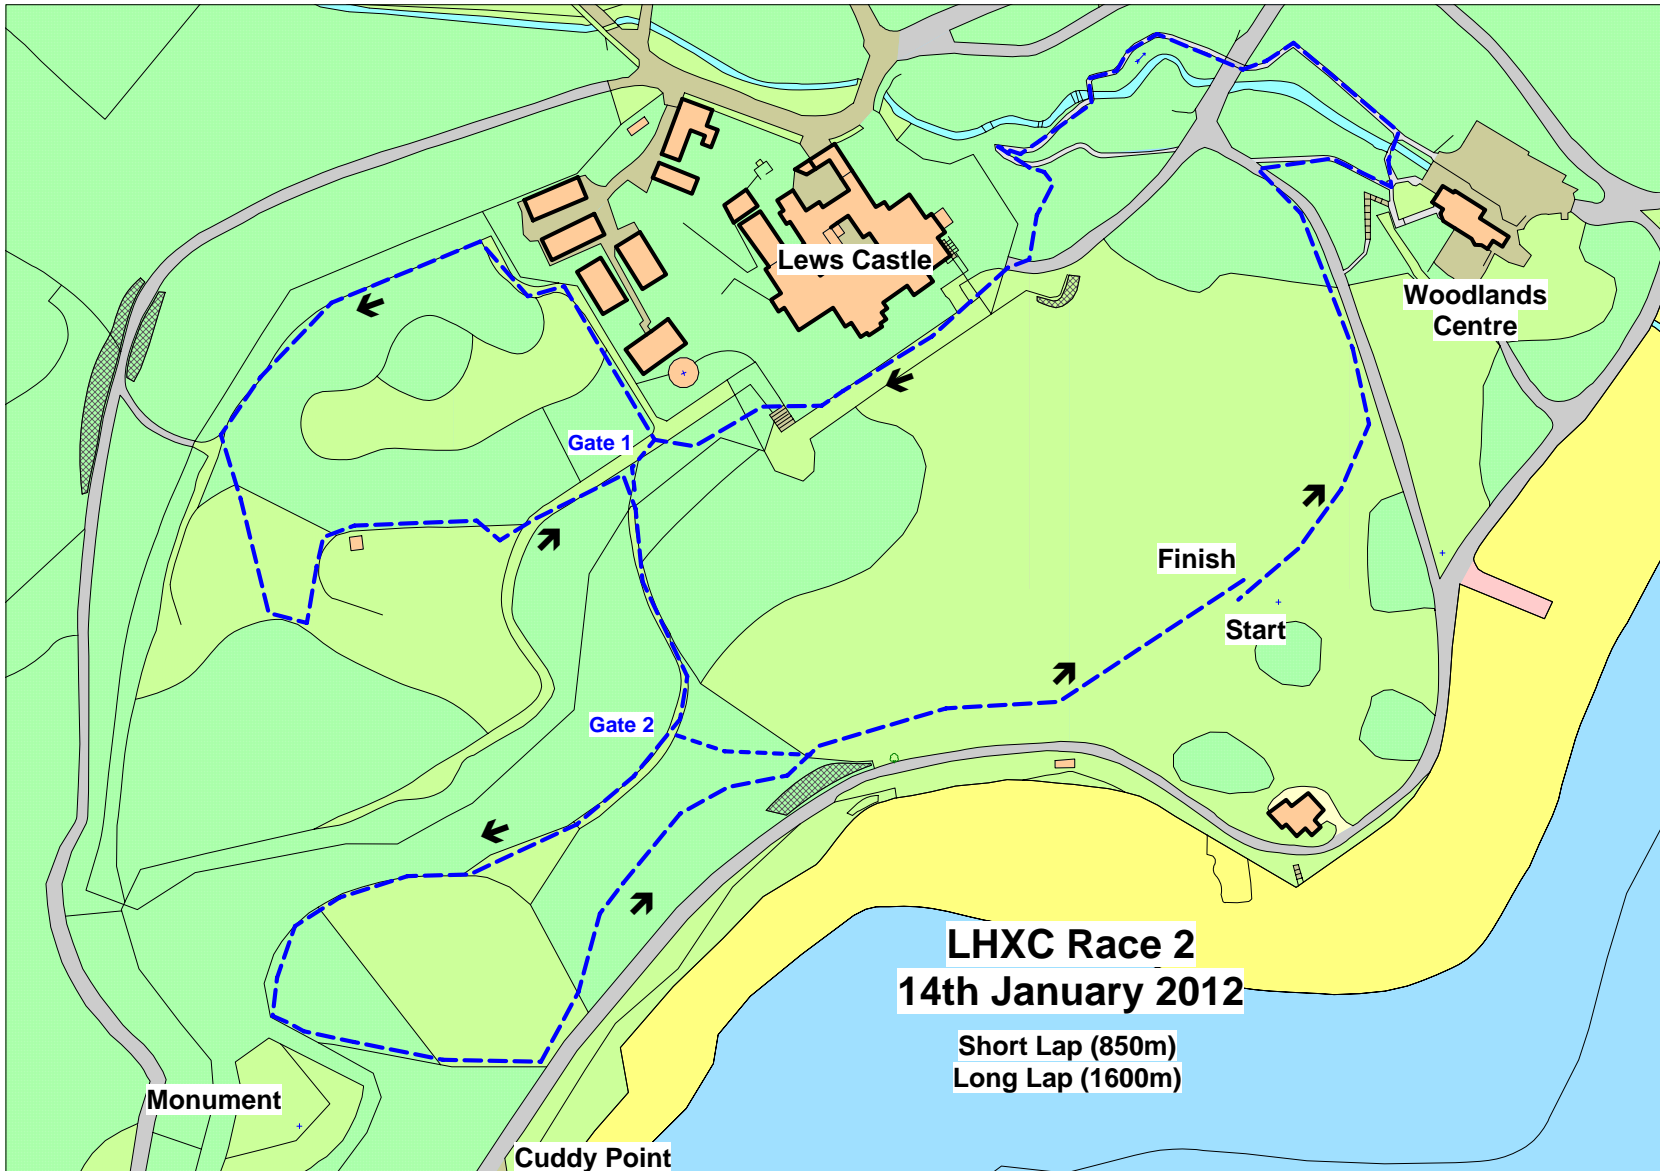 Lews Castle
Woodlands
Centre
Gate 1
Finish
Start
Gate 2
LHXC Race 2
14th January 2012
Short Lap (850m)
Long Lap (1600m)
Monument
Cuddy Point